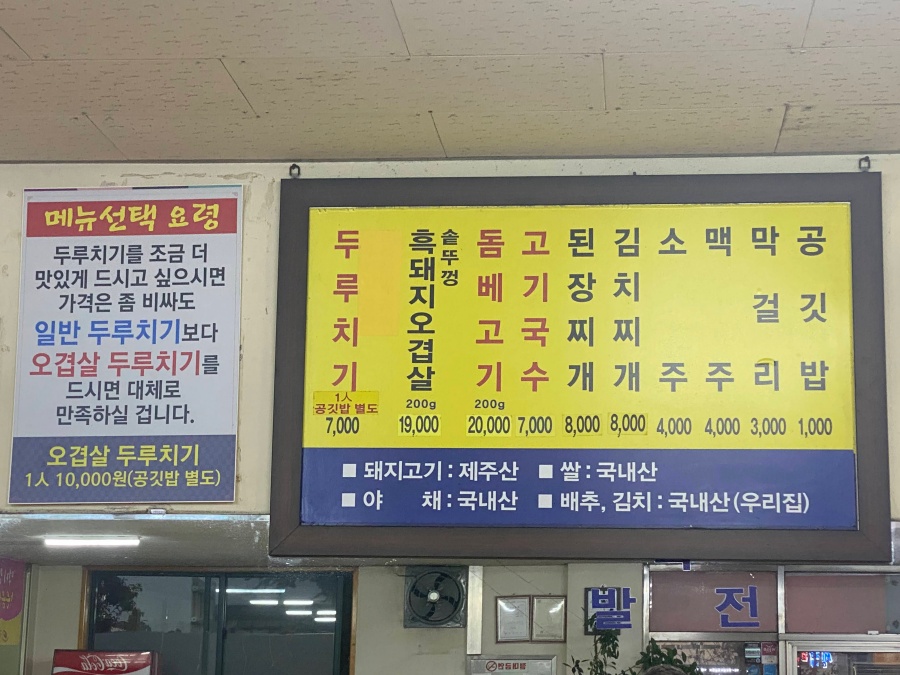 메뉴선택 요령
두루치기를 조금 더
맛있게 드시고 싶으시면
가격은 좀 비싸도
일반 두루치기보다
오겹살 두루치기를
드시면 대체로
만족하실 겁니다.
오겹살 두루치기
1人 10,000원(공깃밥 별도)
두루치기
1人
공깃밥 별도
7,000
솥뚜껑
흑돼지오겹살
200g
19,000
돔베고기
200g
20,000
고기국수
7,000
된장찌개
8,000
김치찌개
8,000
소주
4,000
맥주
4,000
막걸리
3,000
공깃밥
1,000
■ 돼지고기 : 제주산 ■ 쌀 : 국내산
■ 야 채 : 국내산 ■ 배추, 김치 : 국내산 (우리집)
발 전
Coca-Cola